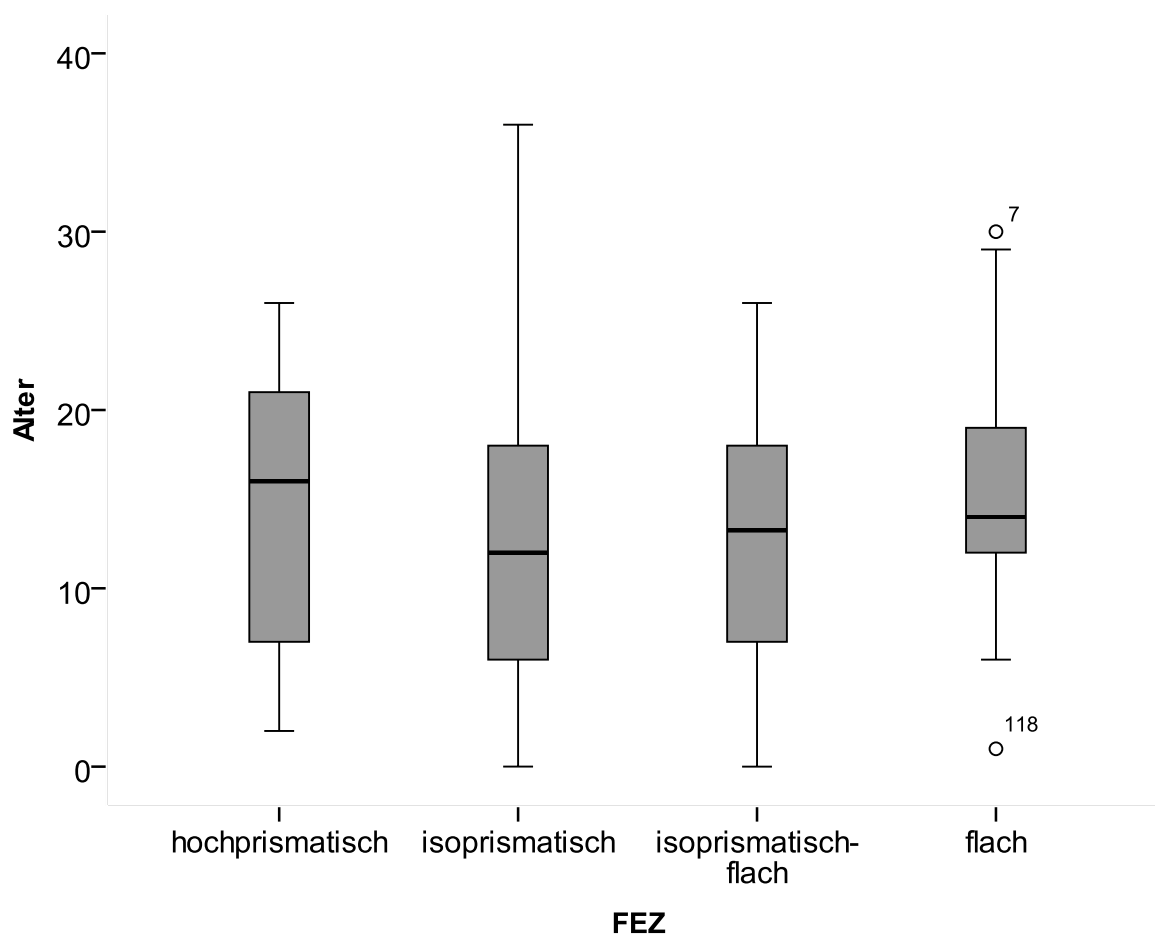 40
30
20
10
0
Alter
7
118
hochprismatisch
isoprismatisch
isoprismatisch-
flach
flach
FEZ